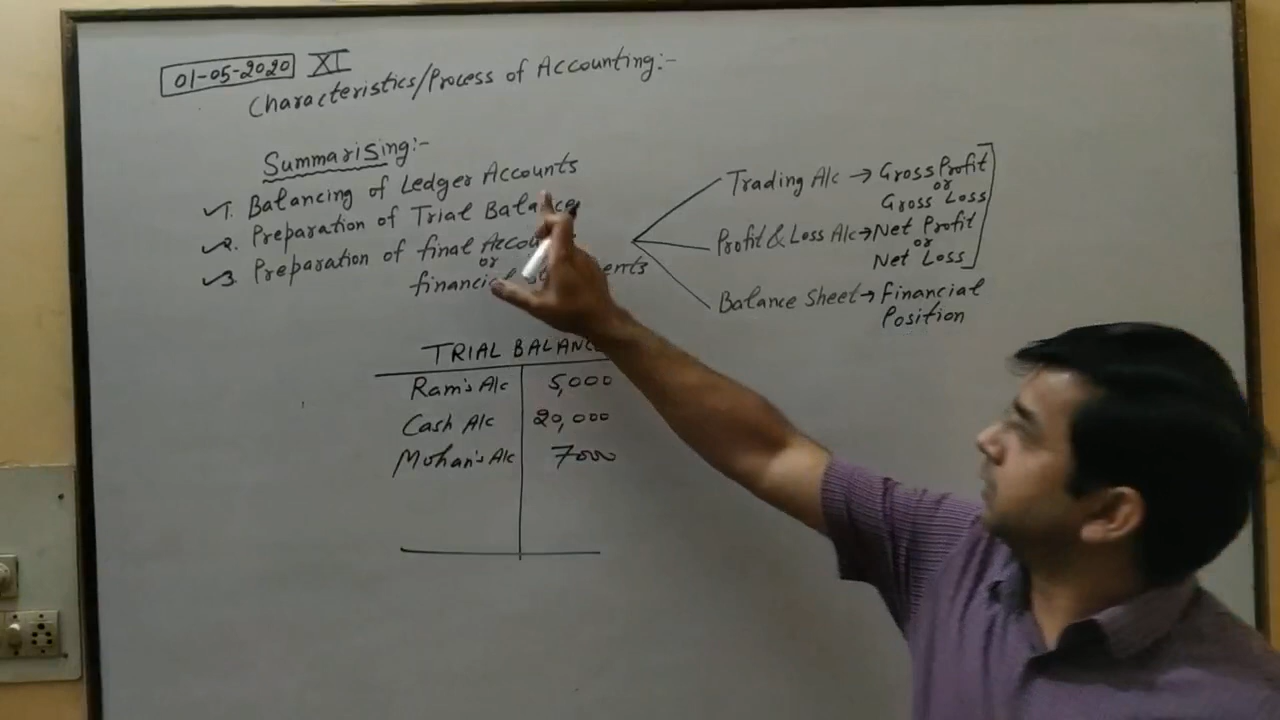 01-05-2020 XI
Characteristics/Process of Accounting:-
Summarising:-
1. Balancing of Ledger Accounts
2. Preparation of Trial Balance
3. Preparation of final
or
Trading A/c → Gross Profit
or
Gross Loss
Profit & Loss A/c → Net Profit
or
Net Loss
Balance Sheet → Financial
Position
TRIAL BALANCE
Ram's A/c 5,000
Cash A/c 20,000
Mohan's A/c 7000